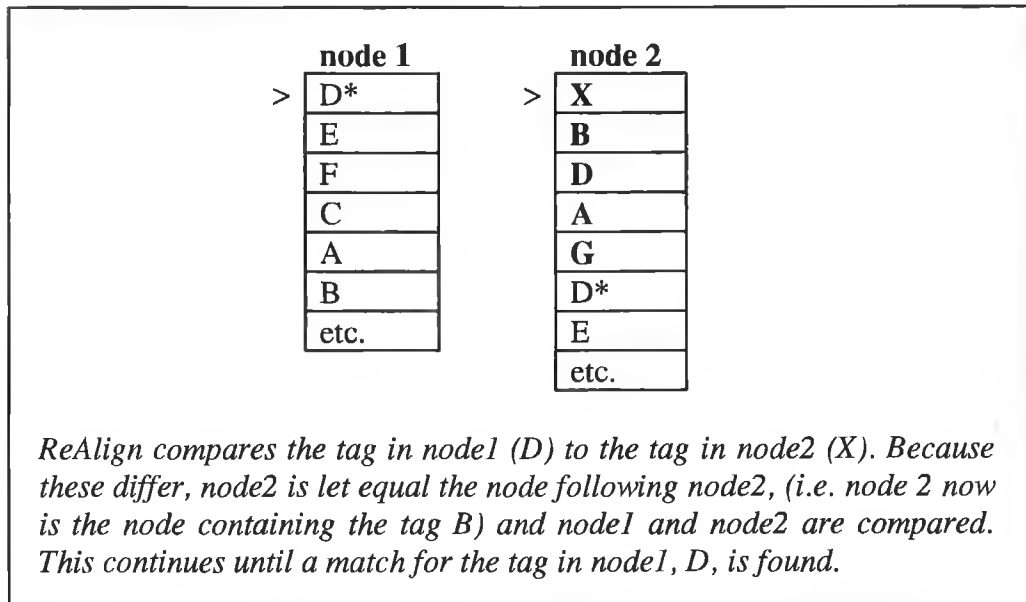 node 1 node 2
> D* > X
E B
F D
C A
A G
B D*
etc. E
etc.
ReAlign compares the tag in node1 (D) to the tag in node2 (X). Because
these differ, node2 is let equal the node following node2, (i.e. node 2 now
is the node containing the tag B) and node1 and node2 are compared.
This continues until a match for the tag in node1, D, is found.